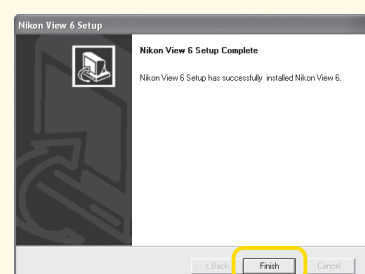 Nikon View 6 Setup
Nikon View 6 Setup Complete
Nikon View 6 Setup has successfully installed Nikon View 6.
< Back
Finish
Cancel